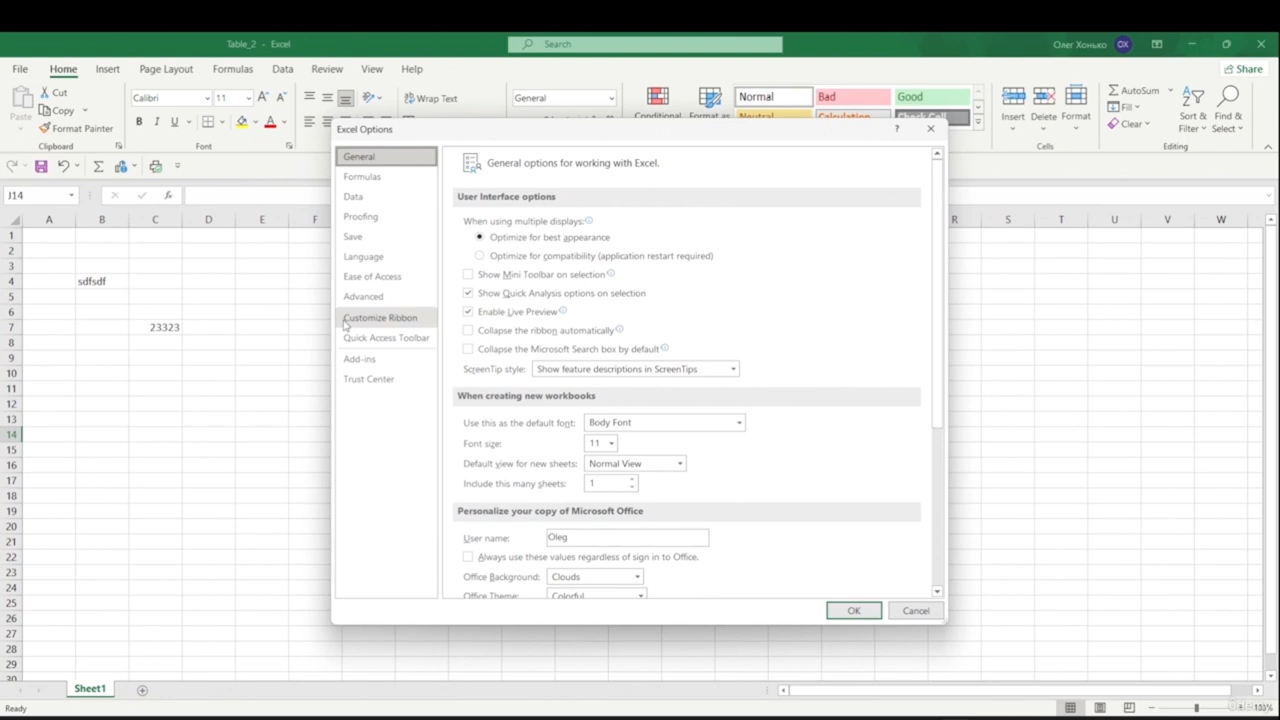 Table_2 - Excel
Search
Олег Хонько OX
File Home Insert Page Layout Formulas Data Review View Help
Share
Paste
Cut
Copy
Format Painter
Clipboard
Calibri 11
B I U
Font
Wrap Text
General
Conditional Format as
Normal Bad Good
Neutral Calculation Check Cell
Insert Delete Format
Cells
AutoSum
Fill
Clear
Sort & Filter
Find & Select
Editing
J14
fx
A B C D E F R S T U V W
1
2
3
4 sdfsdf
5
6
7 23323
8
9
10
11
12
13
14
15
16
17
18
19
20
21
22
23
24
25
26
27
28
29
Excel Options
?
General
Formulas
Data
Proofing
Save
Language
Ease of Access
Advanced
Customize Ribbon
Quick Access Toolbar
Add-ins
Trust Center
General options for working with Excel.
User Interface options
When using multiple displays:
Optimize for best appearance
Optimize for compatibility (application restart required)
Show Mini Toolbar on selection
Show Quick Analysis options on selection
Enable Live Preview
Collapse the ribbon automatically
Collapse the Microsoft Search box by default
ScreenTip style: Show feature descriptions in ScreenTips
When creating new workbooks
Use this as the default font: Body Font
Font size: 11
Default view for new sheets: Normal View
Include this many sheets: 1
Personalize your copy of Microsoft Office
User name: Oleg
Always use these values regardless of sign in to Office.
Office Background: Clouds
Office Theme: Colorful
OK Cancel
Sheet1
Ready